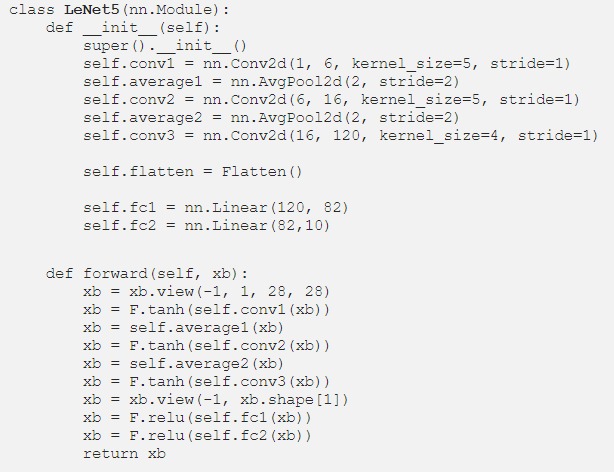 class LeNet5(nn.Module):
    def __init__(self):
        super().__init__()
        self.conv1 = nn.Conv2d(1, 6, kernel_size=5, stride=1)
        self.average1 = nn.AvgPool2d(2, stride=2)
        self.conv2 = nn.Conv2d(6, 16, kernel_size=5, stride=1)
        self.average2 = nn.AvgPool2d(2, stride=2)
        self.conv3 = nn.Conv2d(16, 120, kernel_size=4, stride=1)

        self.flatten = Flatten()

        self.fc1 = nn.Linear(120, 82)
        self.fc2 = nn.Linear(82,10)

    def forward(self, xb):
        xb = xb.view(-1, 1, 28, 28)
        xb = F.tanh(self.conv1(xb))
        xb = self.average1(xb)
        xb = F.tanh(self.conv2(xb))
        xb = self.average2(xb)
        xb = F.tanh(self.conv3(xb))
        xb = xb.view(-1, xb.shape[1])
        xb = F.relu(self.fc1(xb))
        xb = F.relu(self.fc2(xb))
        return xb